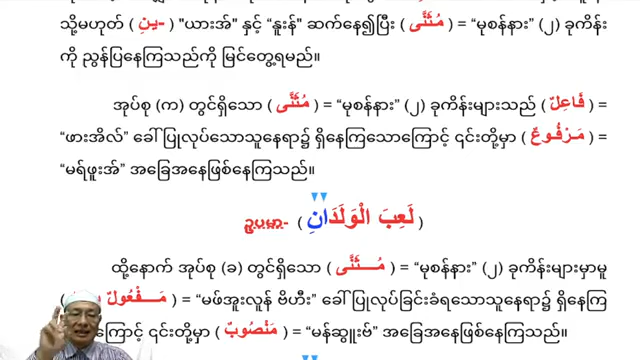 သို့မဟုတ် ( -يْنِ ) "ယားအ်" နှင့် "နူးန်" ဆက်နေ၍ပြီး ( مُثَنًّى ) = “မုစန်နား” (၂) ခုကိန်း
ကို ညွှန်ပြနေကြသည်ကို မြင်တွေ့ရမည်။
အုပ်စု (က) တွင်ရှိသော ( مُثَنًّى ) = “မုစန်နား” (၂) ခုကိန်းများသည် ( فَاعِلٌ ) =
“ဖားအိလ်” ခေါ် ပြုလုပ်သောသူနေရာ၌ ရှိနေကြသောကြောင့် ၎င်းတို့မှာ ( مَرْفُوعٌ ) =
“မရ်ဖူးအ်” အခြေအနေဖြစ်နေကြသည်။
ဥပမာ- ( لَعِبَ الْوَلَدَانِ )
ထို့နောက် အုပ်စု (ခ) တွင်ရှိသော ( مُثَنًّى ) = “မုစန်နား” (၂) ခုကိန်းများမှာမူ
( مَفْعُولٌ = “မဖ်အူးလူန် ဗိဟီး” ခေါ် ပြုလုပ်ခြင်းခံရသောသူနေရာ၌ ရှိနေကြ
ကြောင့် ၎င်းတို့မှာ ( مَنْصُوبٌ ) = “မန်ဆွူးဗ်” အခြေအနေဖြစ်နေကြသည်။